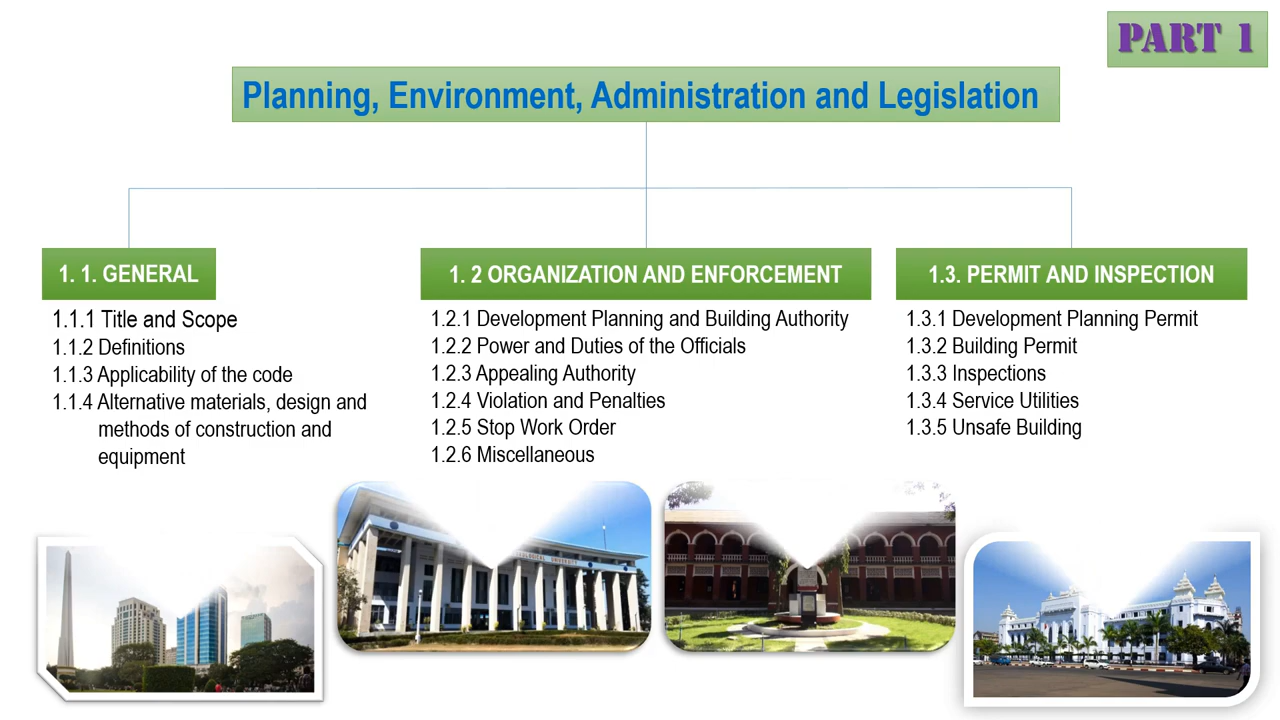 PART 1
Planning, Environment, Administration and Legislation
1. 1. GENERAL
1.1.1 Title and Scope
1.1.2 Definitions
1.1.3 Applicability of the code
1.1.4 Alternative materials, design and
methods of construction and
equipment
1. 2 ORGANIZATION AND ENFORCEMENT
1.2.1 Development Planning and Building Authority
1.2.2 Power and Duties of the Officials
1.2.3 Appealing Authority
1.2.4 Violation and Penalties
1.2.5 Stop Work Order
1.2.6 Miscellaneous
1.3. PERMIT AND INSPECTION
1.3.1 Development Planning Permit
1.3.2 Building Permit
1.3.3 Inspections
1.3.4 Service Utilities
1.3.5 Unsafe Building